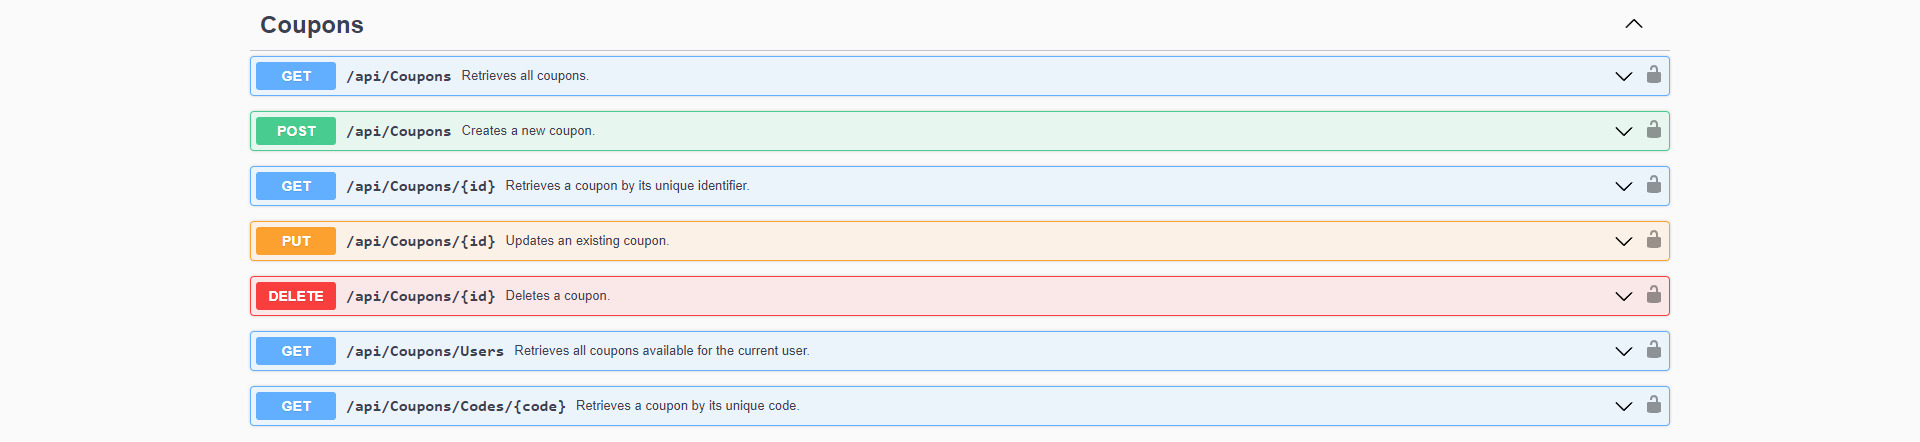 Coupons
GET /api/Coupons Retrieves all coupons.
POST /api/Coupons Creates a new coupon.
GET /api/Coupons/{id} Retrieves a coupon by its unique identifier.
PUT /api/Coupons/{id} Updates an existing coupon.
DELETE /api/Coupons/{id} Deletes a coupon.
GET /api/Coupons/Users Retrieves all coupons available for the current user.
GET /api/Coupons/Codes/{code} Retrieves a coupon by its unique code.